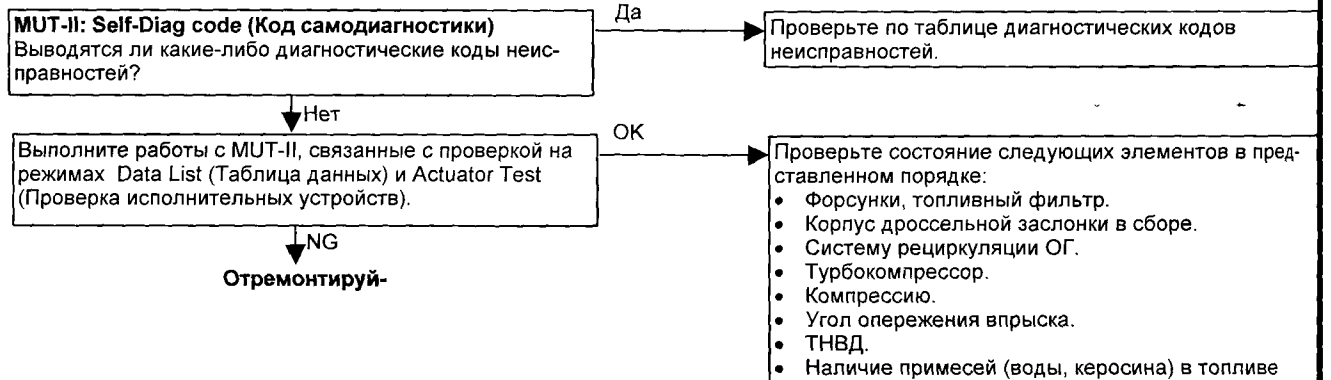 MUT-II: Self-Diag code (Код самодиагностики)
Выводятся ли какие-либо диагностические коды неис-
правностей?
Да
Проверьте по таблице диагностических кодов
неисправностей.
Нет
Выполните работы с MUT-II, связанные с проверкой на
режимах Data List (Таблица данных) и Actuator Test
(Проверка исполнительных устройств).
OK
Проверьте состояние следующих элементов в пред-
ставленном порядке:
• Форсунки, топливный фильтр.
• Корпус дроссельной заслонки в сборе.
• Систему рециркуляции ОГ.
• Турбокомпрессор.
• Компрессию.
• Угол опережения впрыска.
• ТНВД.
• Наличие примесей (воды, керосина) в топливе
NG
Отремонтируй-